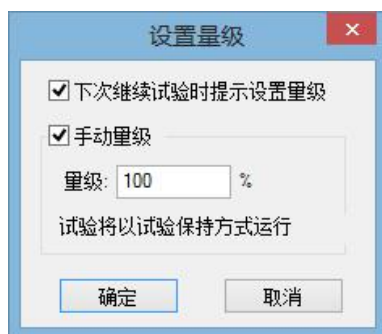 设置量级
下次继续试验时提示设置量级
手动量级
量级: 100 %
试验将以试验保持方式运行
确定 取消